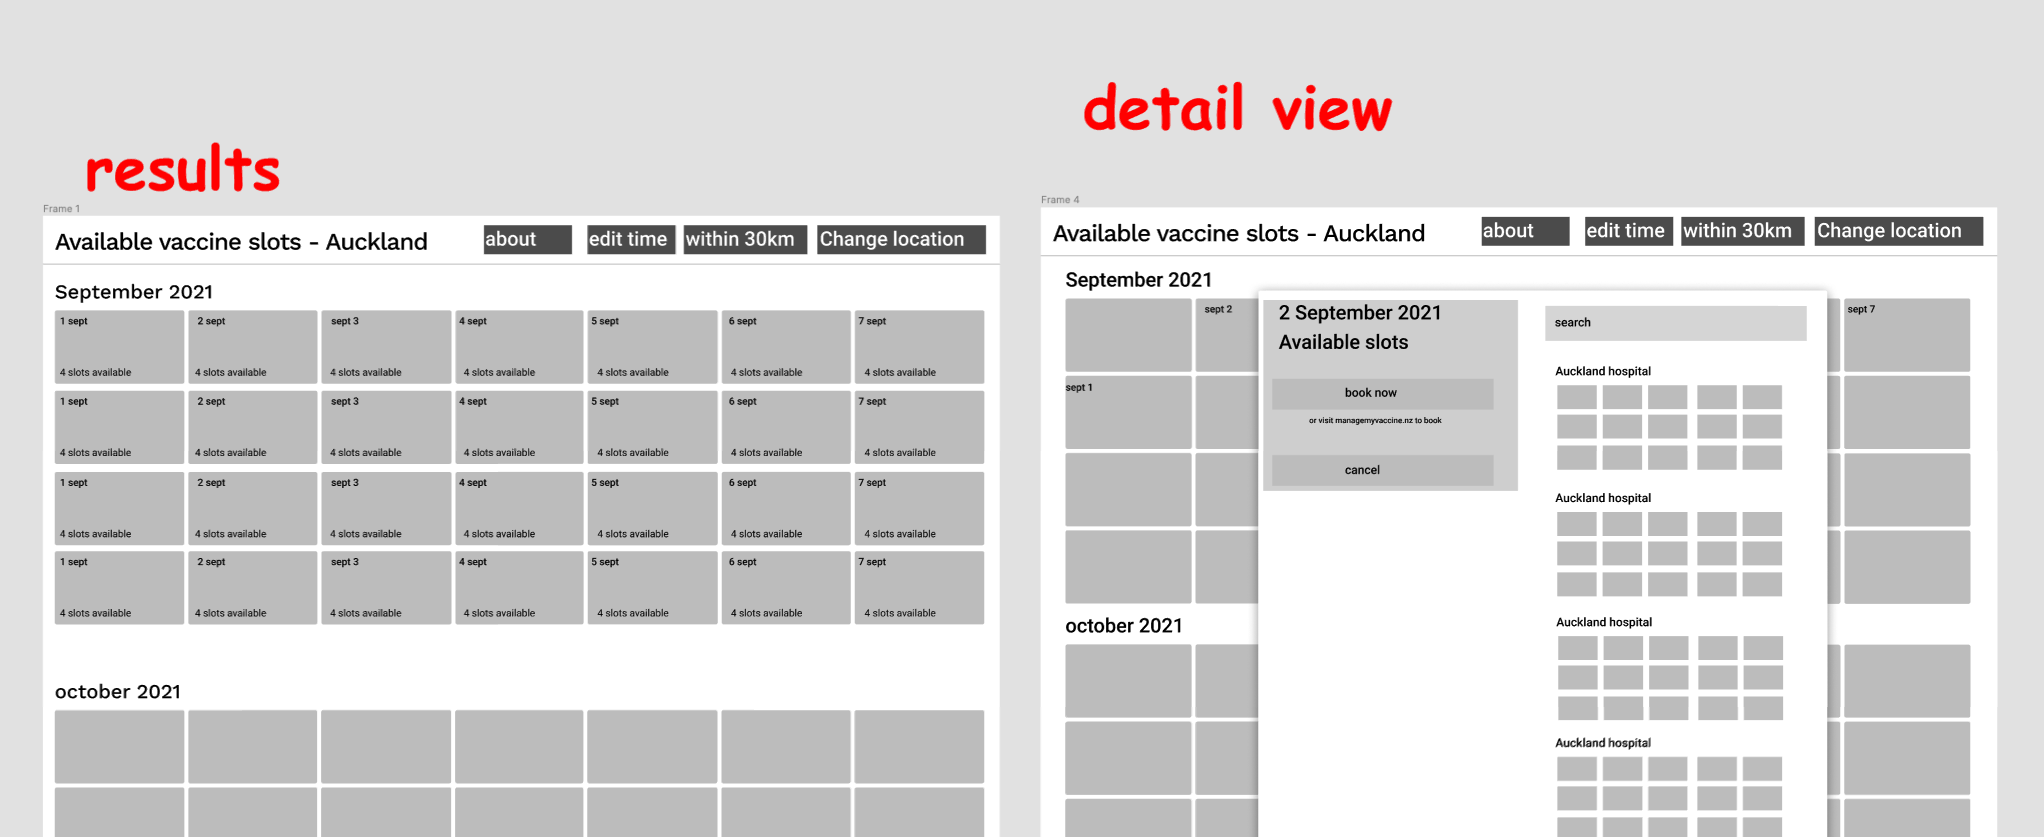 results
Frame 1
Available vaccine slots - Auckland
about
edit time
within 30km
Change location
September 2021
1 sept 2 sept sept 3 4 sept 5 sept 6 sept 7 sept
4 slots available 4 slots available 4 slots available 4 slots available 4 slots available 4 slots available 4 slots available
1 sept 2 sept sept 3 4 sept 5 sept 6 sept 7 sept
4 slots available 4 slots available 4 slots available 4 slots available 4 slots available 4 slots available 4 slots available
1 sept 2 sept sept 3 4 sept 5 sept 6 sept 7 sept
4 slots available 4 slots available 4 slots available 4 slots available 4 slots available 4 slots available 4 slots available
1 sept 2 sept sept 3 4 sept 5 sept 6 sept 7 sept
4 slots available 4 slots available 4 slots available 4 slots available 4 slots available 4 slots available 4 slots available
october 2021
detail view
Frame 4
Available vaccine slots - Auckland
about
edit time
within 30km
Change location
September 2021
sept 2
sept 7
sept 1
october 2021
2 September 2021
Available slots
book now
or visit managemyvaccine.nz to book
cancel
search
Auckland hospital
Auckland hospital
Auckland hospital
Auckland hospital